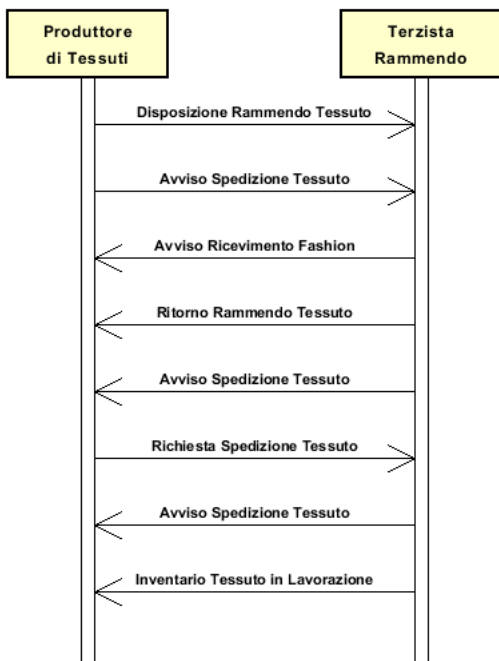 Produttore
di Tessuti
Terzista
Rammendo
Disposizione Rammendo Tessuto
Avviso Spedizione Tessuto
Avviso Ricevimento Fashion
Ritorno Rammendo Tessuto
Avviso Spedizione Tessuto
Richiesta Spedizione Tessuto
Avviso Spedizione Tessuto
Inventario Tessuto in Lavorazione